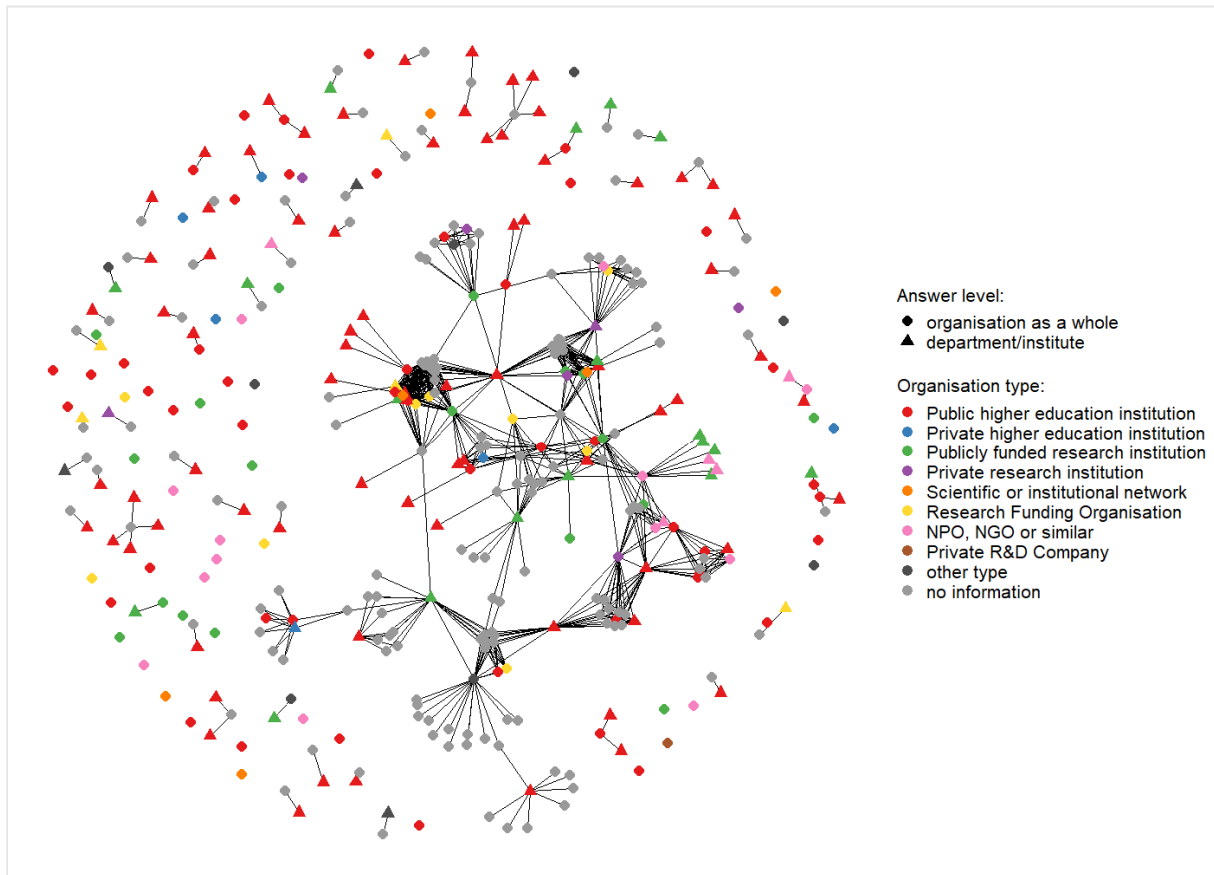 Answer level:
organisation as a whole
department/institute
Organisation type:
Public higher education institution
Private higher education institution
Publicly funded research institution
Private research institution
Scientific or institutional network
Research Funding Organisation
NPO, NGO or similar
Private R&D Company
other type
no information